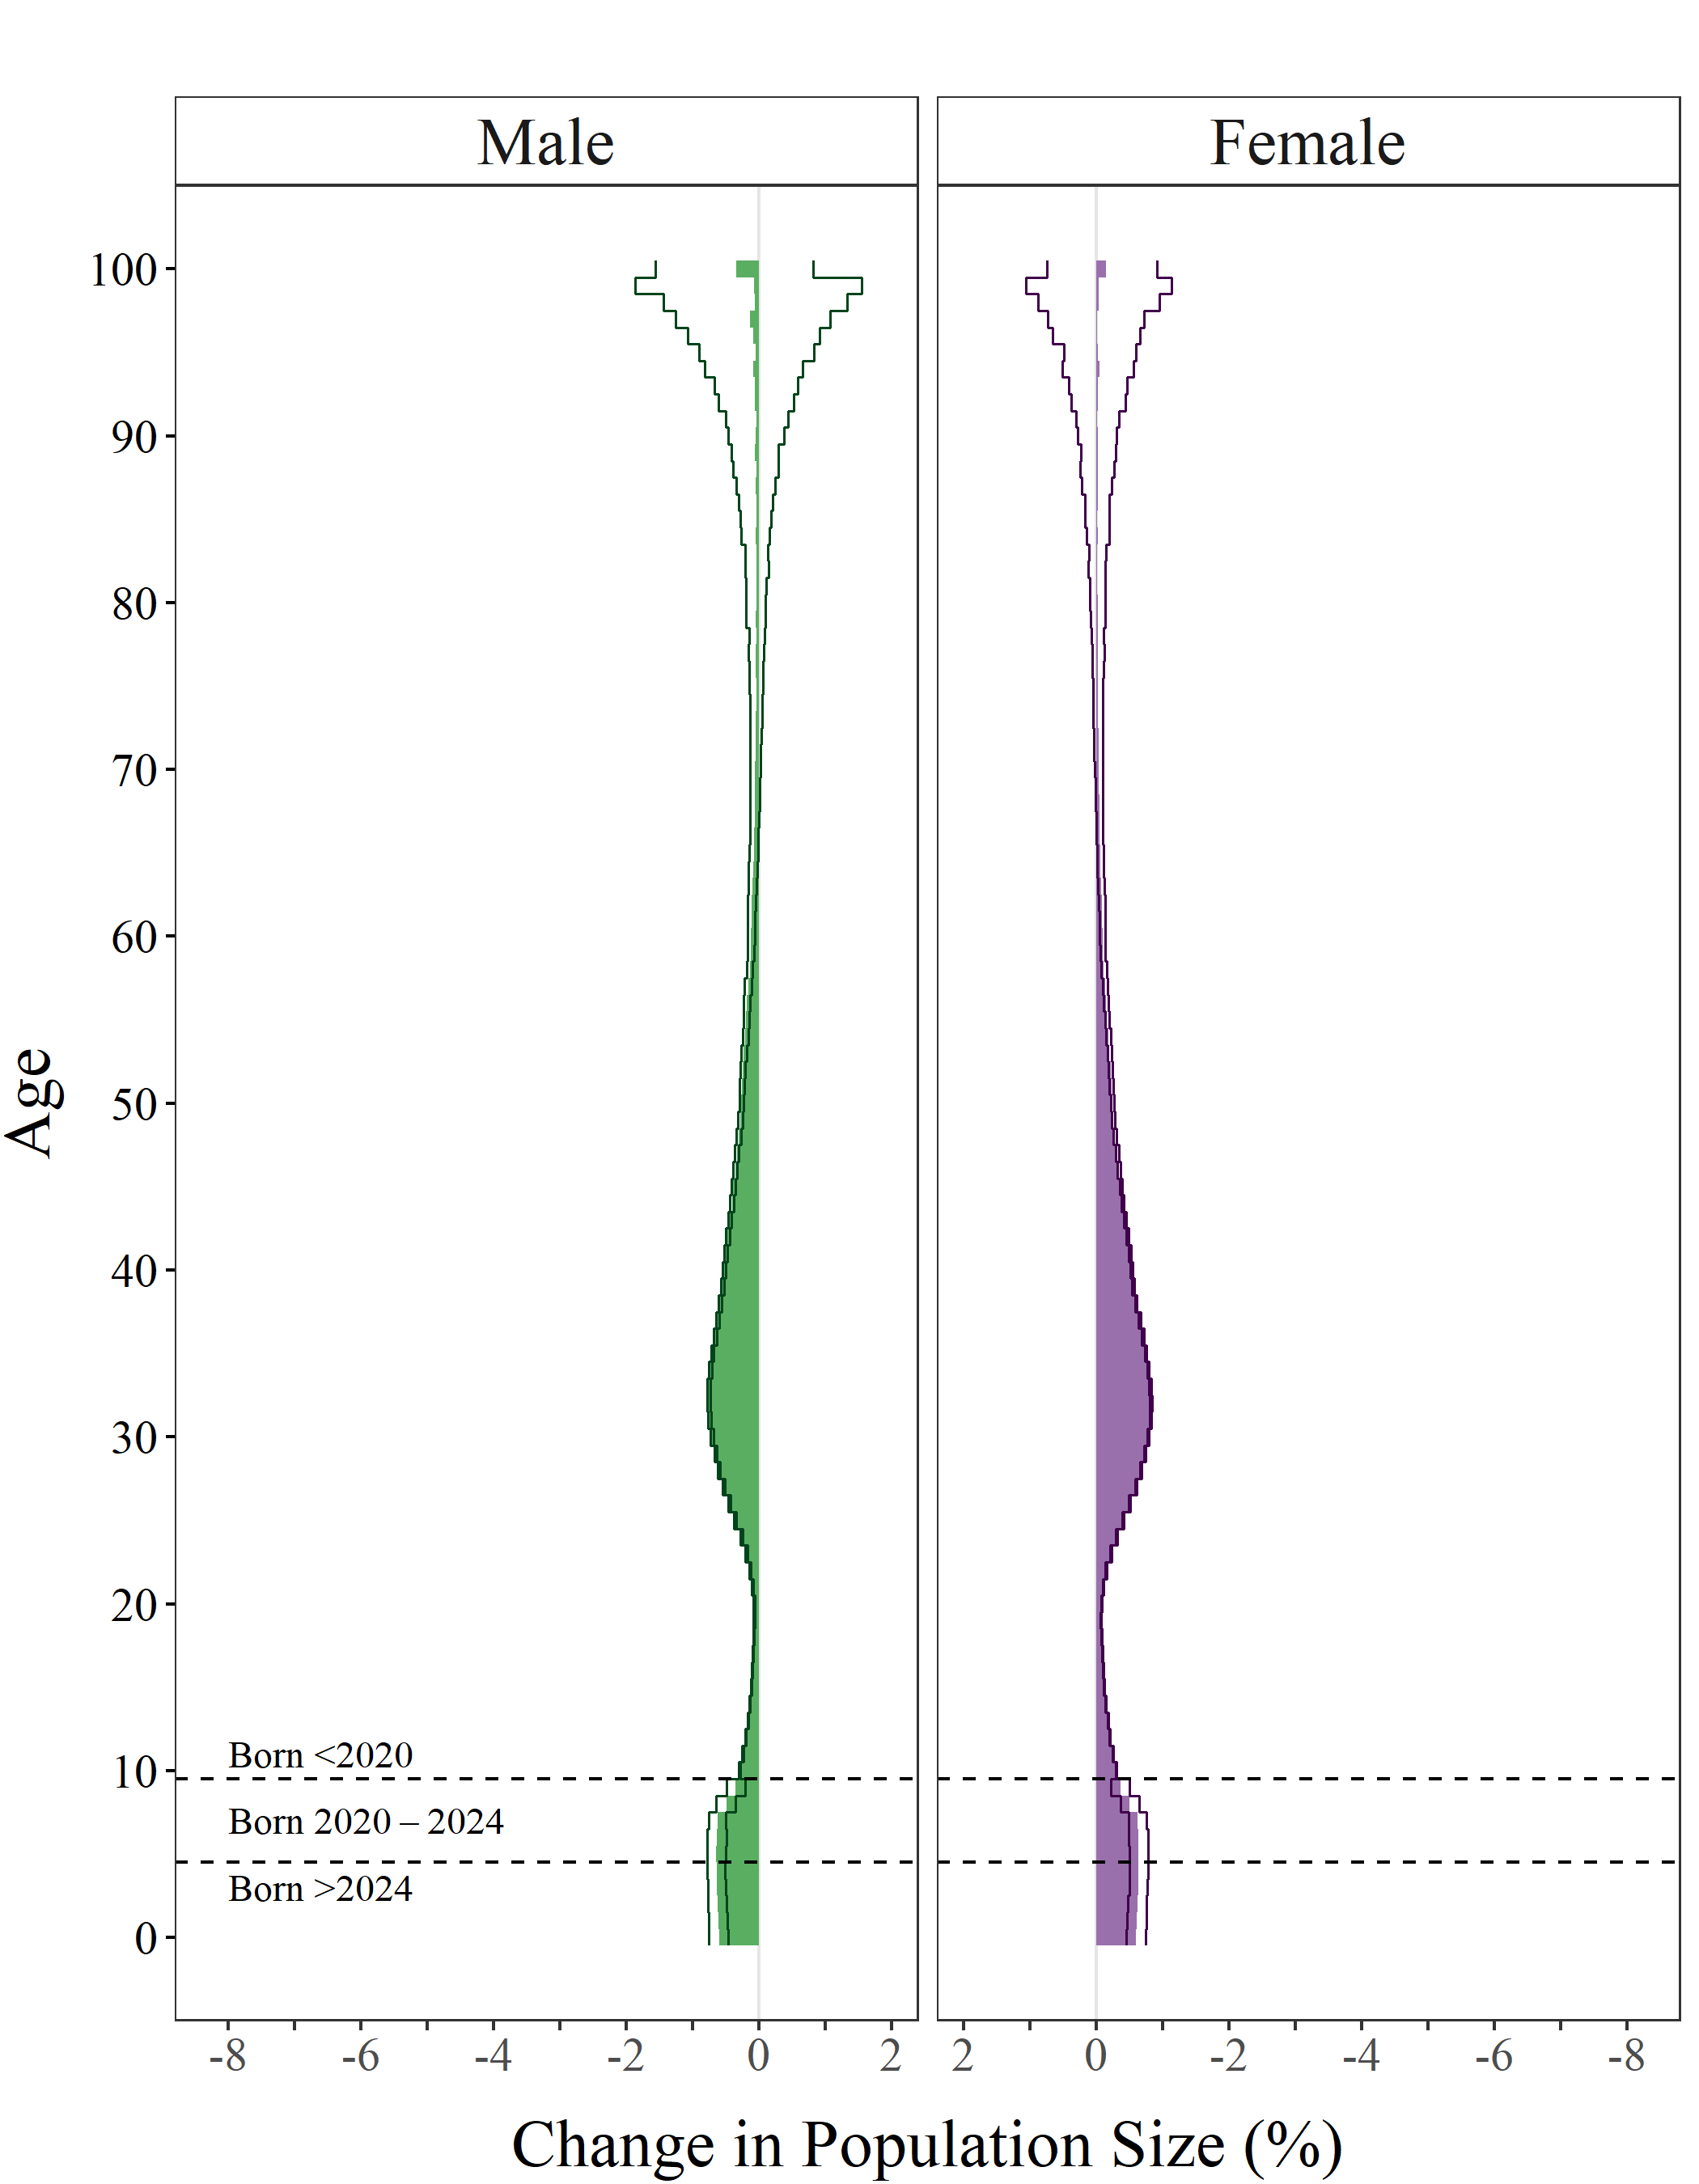 Male
Female
100
90
80
70
60
50
40
30
20
10
0
Age
Born <2020
Born 2020 – 2024
Born >2024
-8 -6 -4 -2 0 2
2 0 -2 -4 -6 -8
Change in Population Size (%)